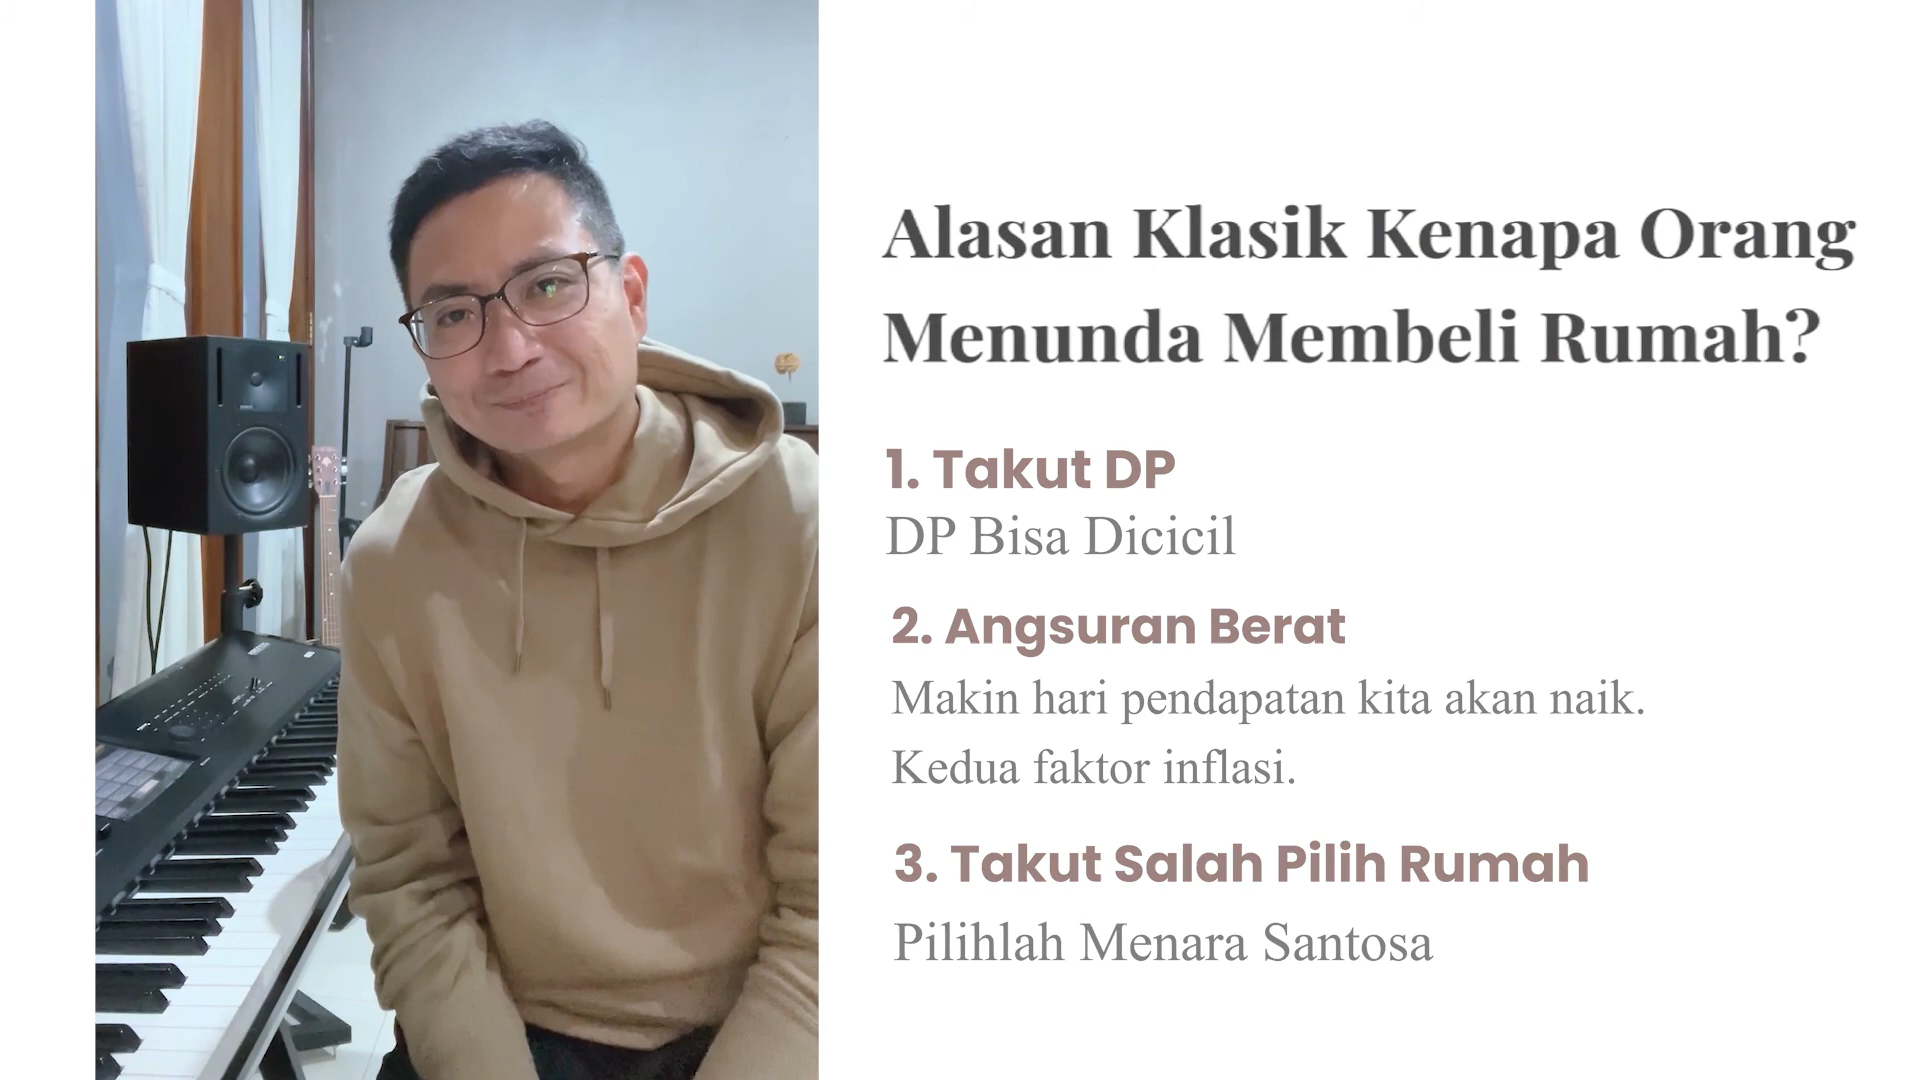 Alasan Klasik Kenapa Orang
Menunda Membeli Rumah?
1. Takut DP
DP Bisa Dicicil
2. Angsuran Berat
Makin hari pendapatan kita akan naik.
Kedua faktor inflasi.
3. Takut Salah Pilih Rumah
Pilihlah Menara Santosa